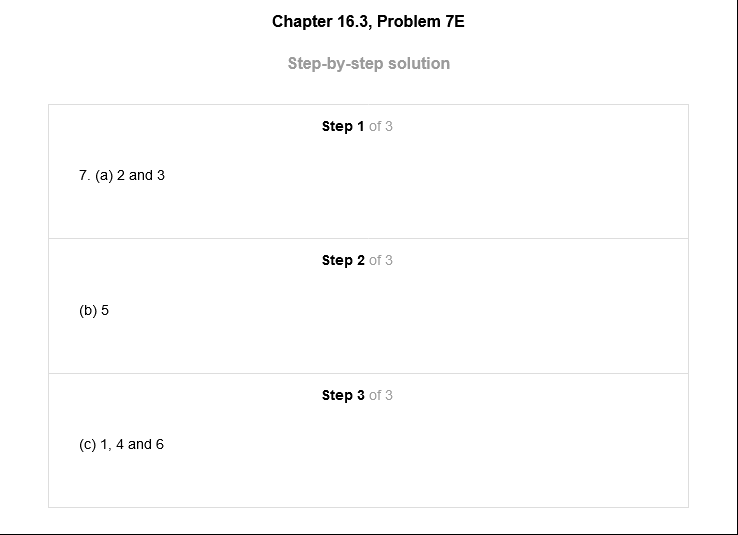 Chapter 16.3, Problem 7E
Step-by-step solution
Step 1 of 3
7. (a) 2 and 3
Step 2 of 3
(b) 5
Step 3 of 3
(c) 1, 4 and 6